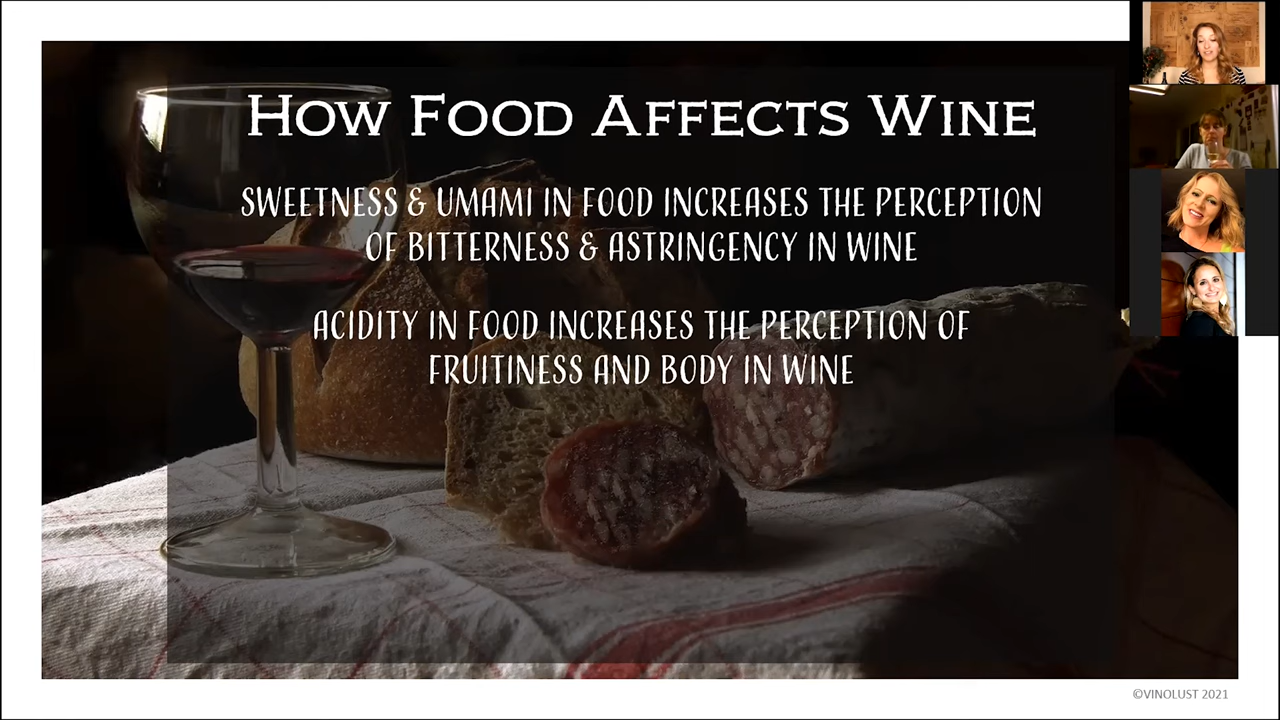 How Food Affects Wine
SWEETNESS & UMAMI IN FOOD INCREASES THE PERCEPTION
OF BITTERNESS & ASTRINGENCY IN WINE
ACIDITY IN FOOD INCREASES THE PERCEPTION OF
FRUITINESS AND BODY IN WINE
©VINOLUST 2021